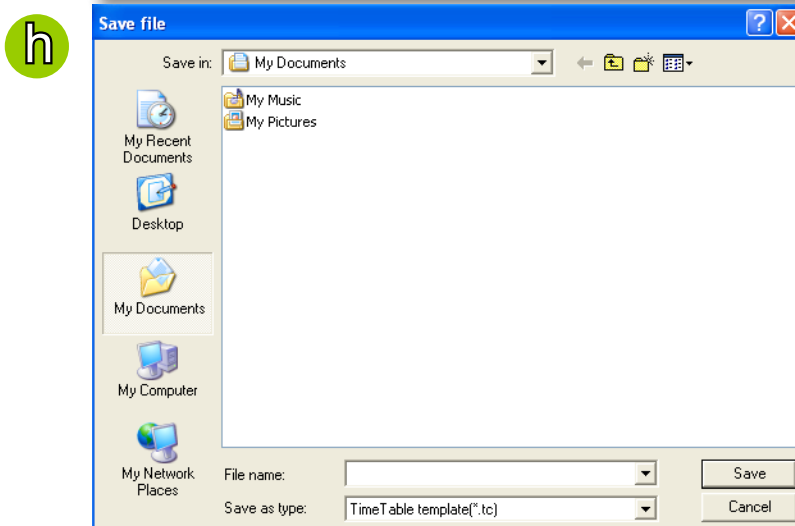 h
Save file
Save in: My Documents
My Music
My Pictures
My Recent
Documents
Desktop
My Documents
My Computer
My Network
Places
File name:
Save
Save as type: TimeTable template(*.tc)
Cancel